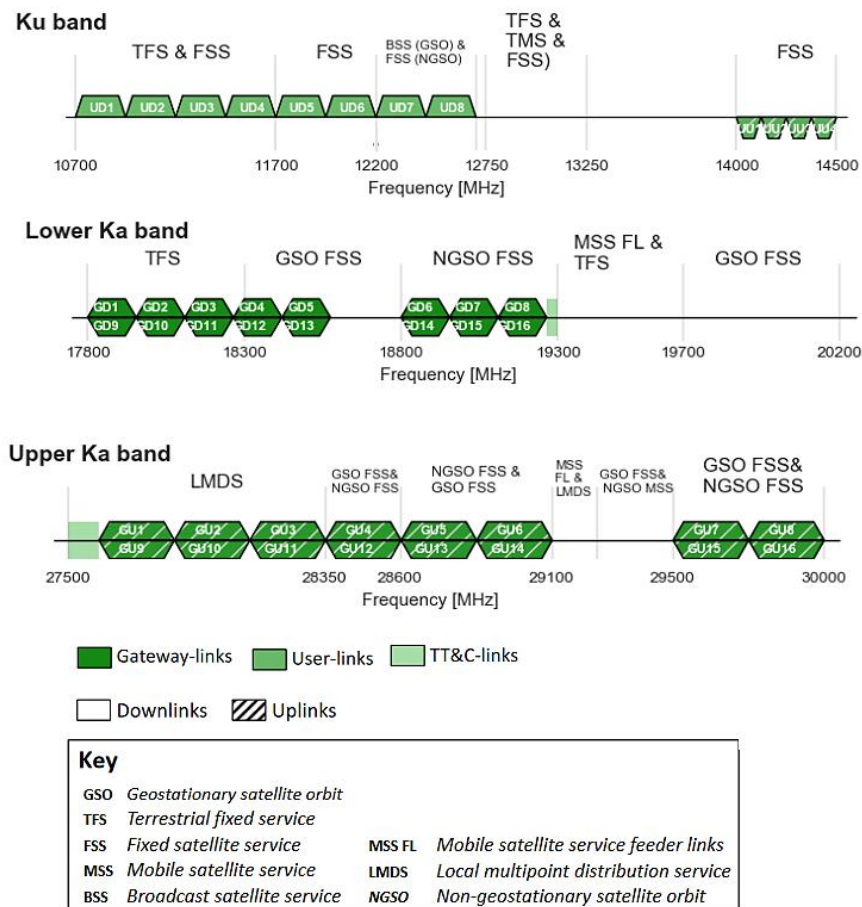 Ku band
TFS & FSS
FSS
BSS (GSO) &
FSS (NGSO)
TFS &
TMS &
FSS)
FSS
UD1 UD2 UD3 UD4 UD5 UD6 UD7 UD8
UU1 UU2 UU3 UU4
10700 11700 12200 12750 13250 14000 14500
Frequency [MHz]
Lower Ka band
TFS
GSO FSS
NGSO FSS
MSS FL &
TFS
GSO FSS
GD1 GD2 GD3 GD4 GD5 GD6 GD7 GD8
GD9 GD10 GD11 GD12 GD13 GD14 GD15 GD16
17800 18300 18800 19300 19700 20200
Frequency [MHz]
Upper Ka band
LMDS
GSO FSS&
NGSO FSS
NGSO FSS &
GSO FSS
MSS
FL &
LMDS
GSO FSS&
NGSO MSS
GSO FSS&
NGSO FSS
GU1 GU2 GU3 GU4 GU5 GU6 GU7 GU8
GU9 GU10 GU11 GU12 GU13 GU14 GU15 GU16
27500 28350 28600 29100 29500 30000
Frequency [MHz]
Gateway-links User-links TT&C-links
Downlinks Uplinks
Key
GSO Geostationary satellite orbit
TFS Terrestrial fixed service
FSS Fixed satellite service MSS FL Mobile satellite service feeder links
MSS Mobile satellite service LMDS Local multipoint distribution service
BSS Broadcast satellite service NGSO Non-geostationary satellite orbit